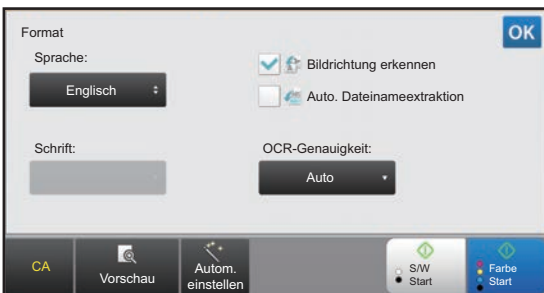 Format
OK
Sprache:
Bildrichtung erkennen
Englisch
Auto. Dateinameextraktion
Schrift:
OCR-Genauigkeit:
Auto
CA
Vorschau
Autom.
einstellen
S/W
Start
Farbe
Start